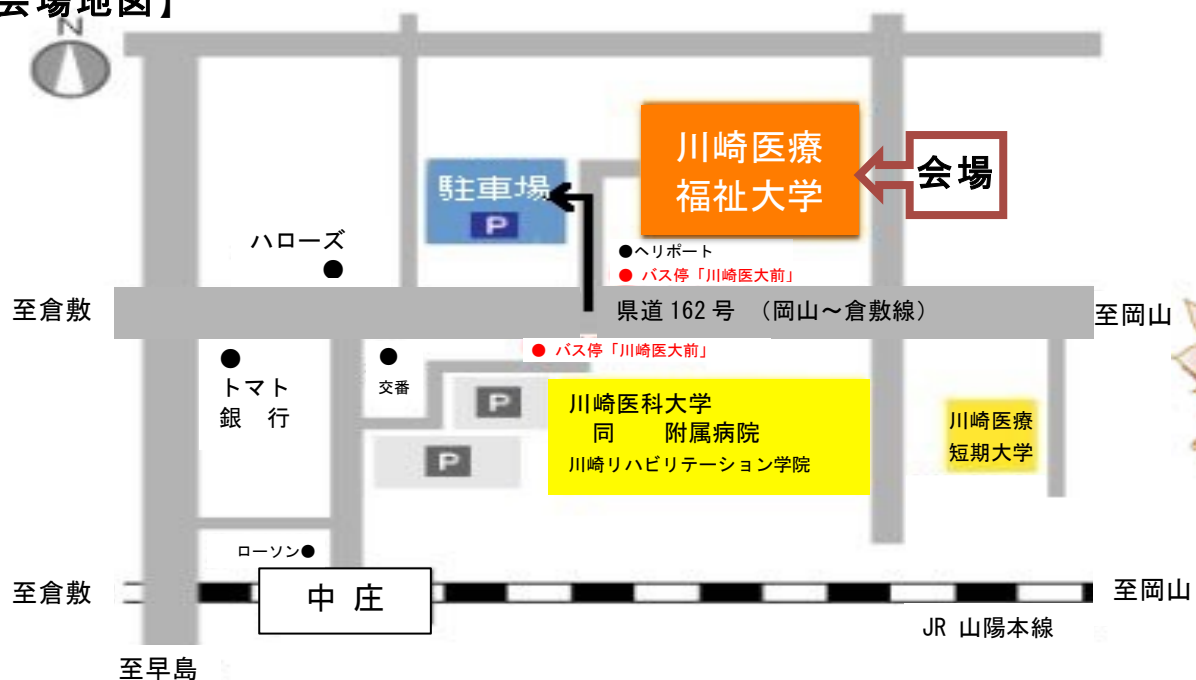 会場地図】
N
川崎医療
福祉大学
会場
駐車場
P
ハローズ
●ヘリポート
● バス停「川崎医大前」
至倉敷
県道 162 号 （岡山～倉敷線）
至岡山
● バス停「川崎医大前」
トマト
銀 行
交番
P
川崎医科大学
同 附属病院
川崎リハビリテーション学院
P
川崎医療
短期大学
ローソン●
至倉敷
中 庄
至岡山
JR 山陽本線
至早島